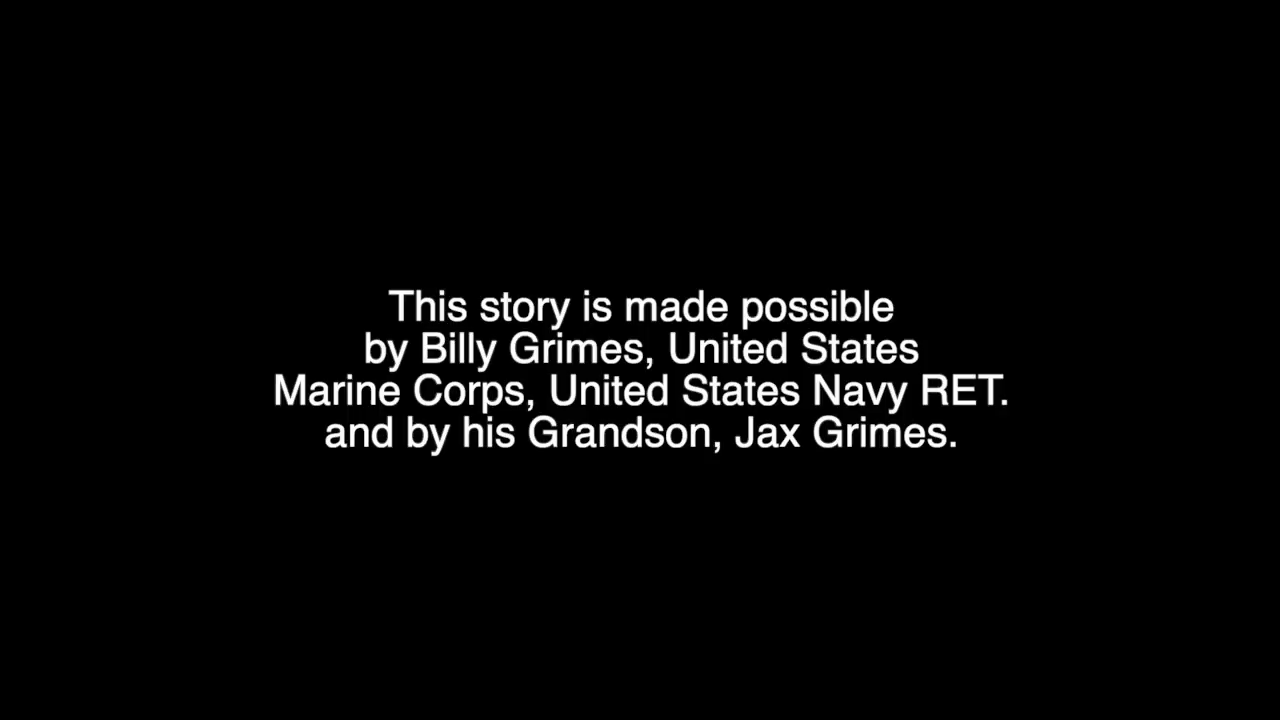 This story is made possible
by Billy Grimes, United States
Marine Corps, United States Navy RET.
and by his Grandson, Jax Grimes.